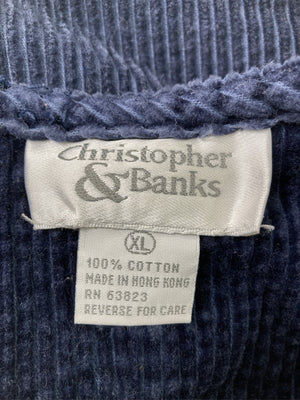 Christopher
& Banks
XL
100% COTTON
MADE IN HONG KONG
RN 63823
REVERSE FOR CARE